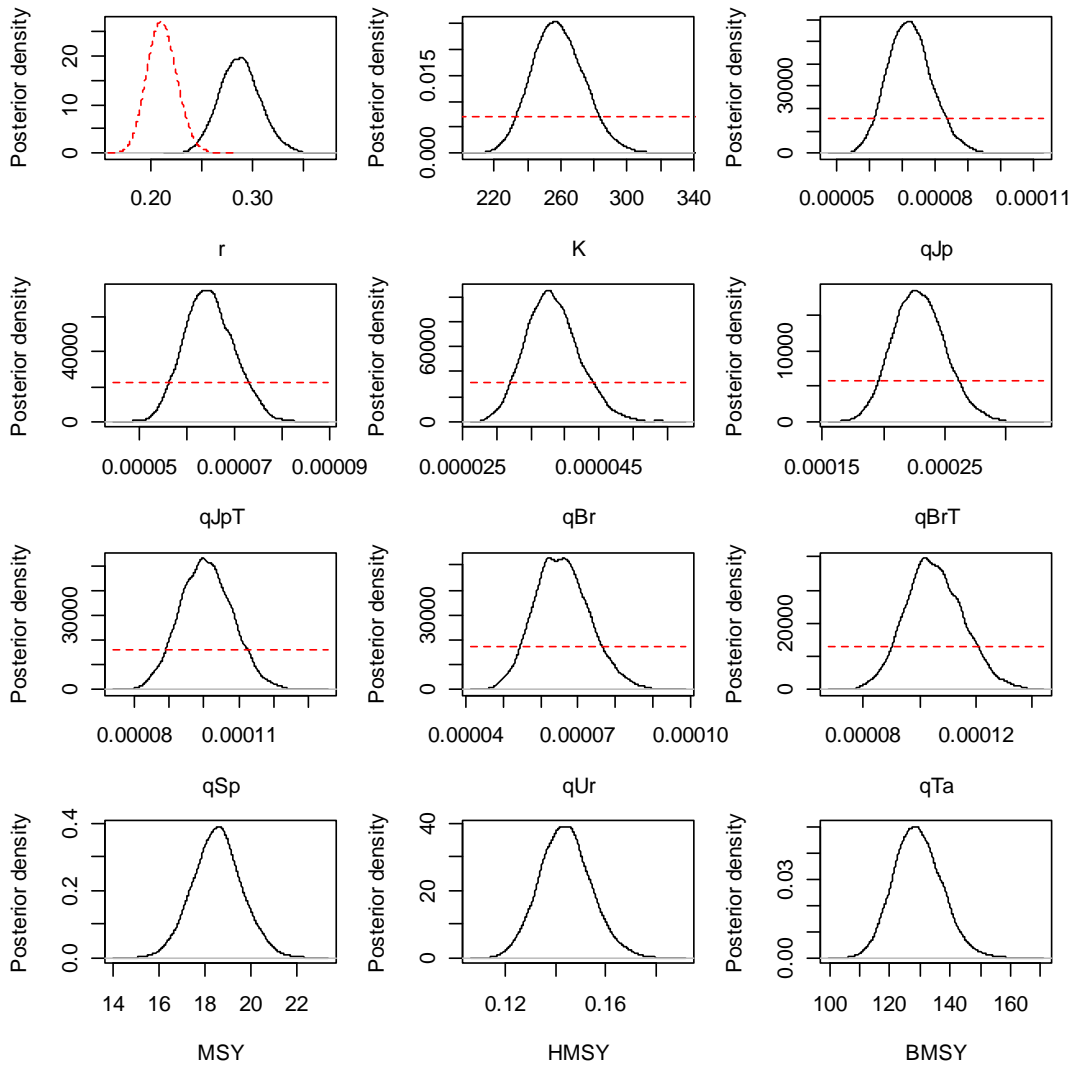 Posterior density
20
10
0
0.20 0.30
r
Posterior density
0.015
0.000
220 260 300 340
K
Posterior density
30000
0
0.00005 0.00008 0.00011
qJp
Posterior density
40000
0
0.00005 0.00007 0.00009
qJpT
Posterior density
60000
0
0.000025 0.000045
qBr
Posterior density
10000
0
0.00015 0.00025
qBrT
Posterior density
30000
0
0.00008 0.00011
qSp
Posterior density
30000
0
0.00004 0.00007 0.00010
qUr
Posterior density
20000
0
0.00008 0.00012
qTa
Posterior density
0.4
0.2
0.0
14 16 18 20 22
MSY
Posterior density
40
20
0
0.12 0.16
HMSY
Posterior density
0.03
0.00
100 120 140 160
BMSY